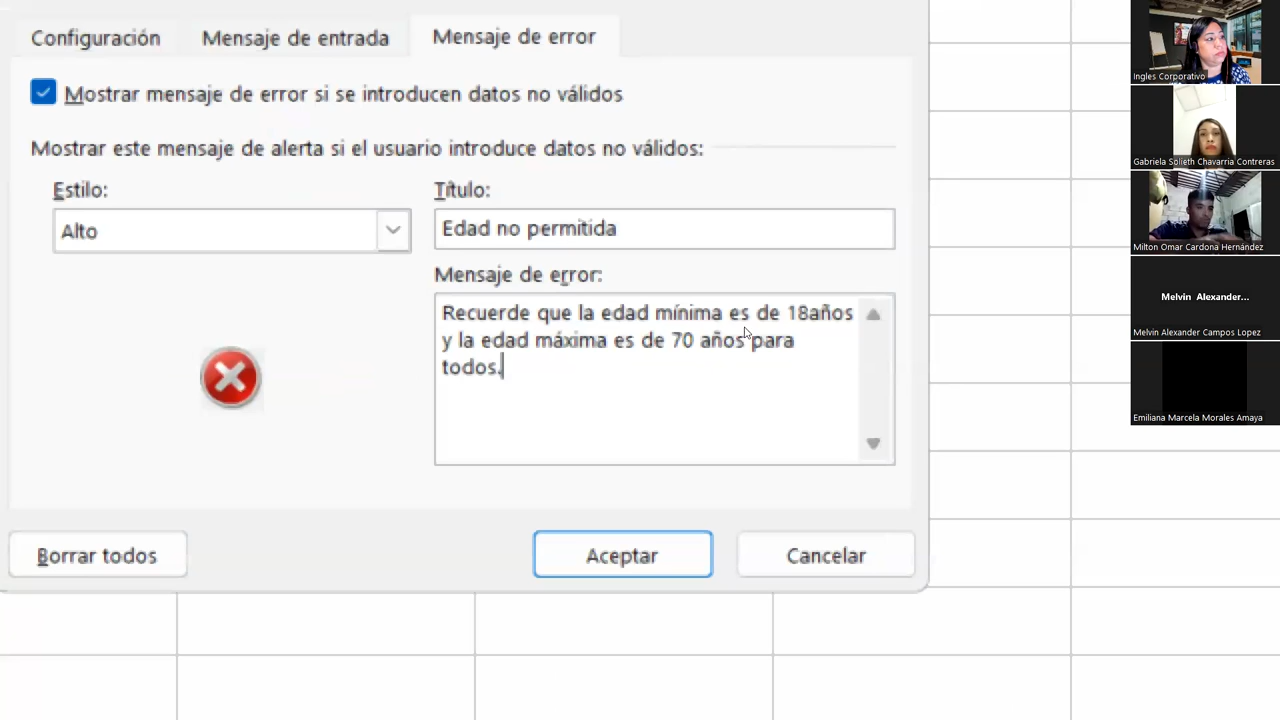 Configuración
Mensaje de entrada
Mensaje de error
Mostrar mensaje de error si se introducen datos no válidos
Mostrar este mensaje de alerta si el usuario introduce datos no válidos:
Estilo:
Título:
Alto
Edad no permitida
Mensaje de error:
Recuerde que la edad mínima es de 18años
y la edad máxima es de 70 años para
todos.
Borrar todos
Aceptar
Cancelar
Ingles Corporativo
Gabriela Solieth Chavarria Contreras
Milton Omar Cardona Hernández
Melvin Alexander...
Melvin Alexander Campos Lopez
Emiliana Marcela Morales Amaya